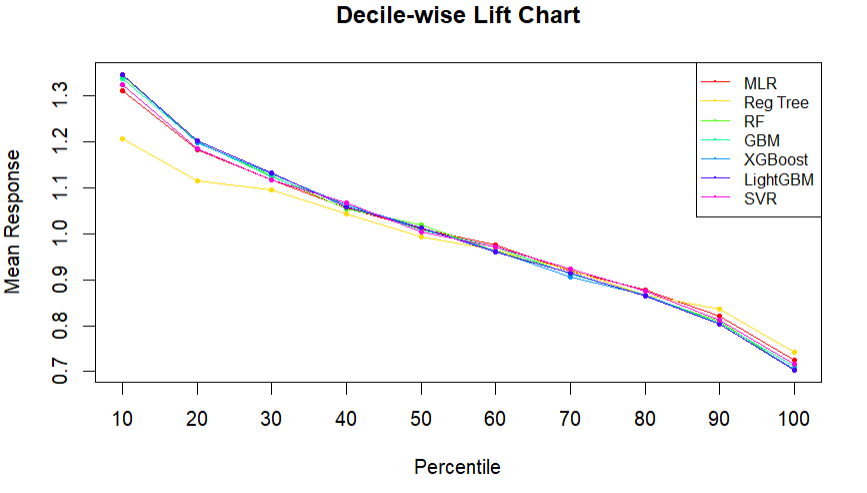 Decile-wise Lift Chart
MLR
Reg Tree
RF
GBM
XGBoost
LightGBM
SVR
Mean Response
1.3
1.2
1.1
1.0
0.9
0.8
0.7
10 20 30 40 50 60 70 80 90 100
Percentile